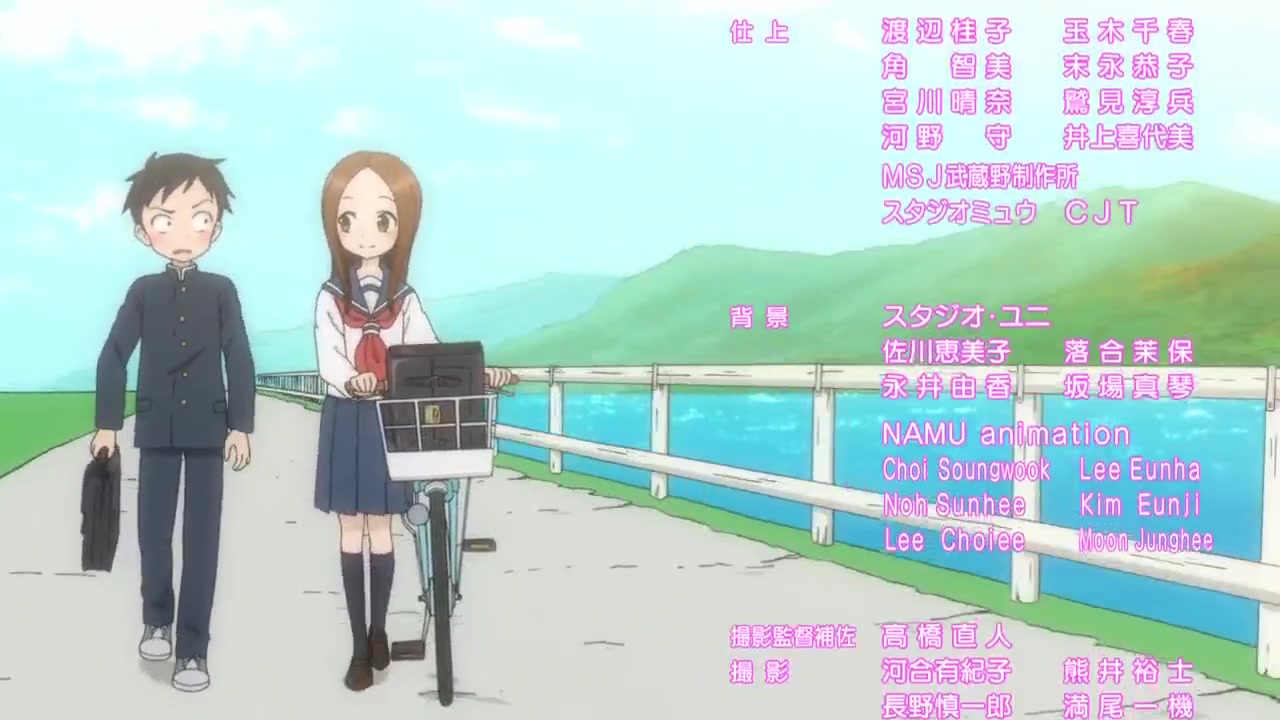 仕上 渡辺桂子 玉木千春
角 智美 末永恭子
宮川晴奈 鷲見淳兵
河野 守 井上喜代美
MSJ武蔵野制作所
スタジオミュウ CJT
背景 スタジオ・ユニ
佐川恵美子 落合茉保
永井由香 坂場真琴
NAMU animation
Choi Soungwook Lee Eunha
Noh Sunhee Kim Eunji
Lee Choiee Moon Junghee
撮影監督補佐 高橋直人
撮影 河合有紀子 熊井裕士
長野慎一郎 満尾一機